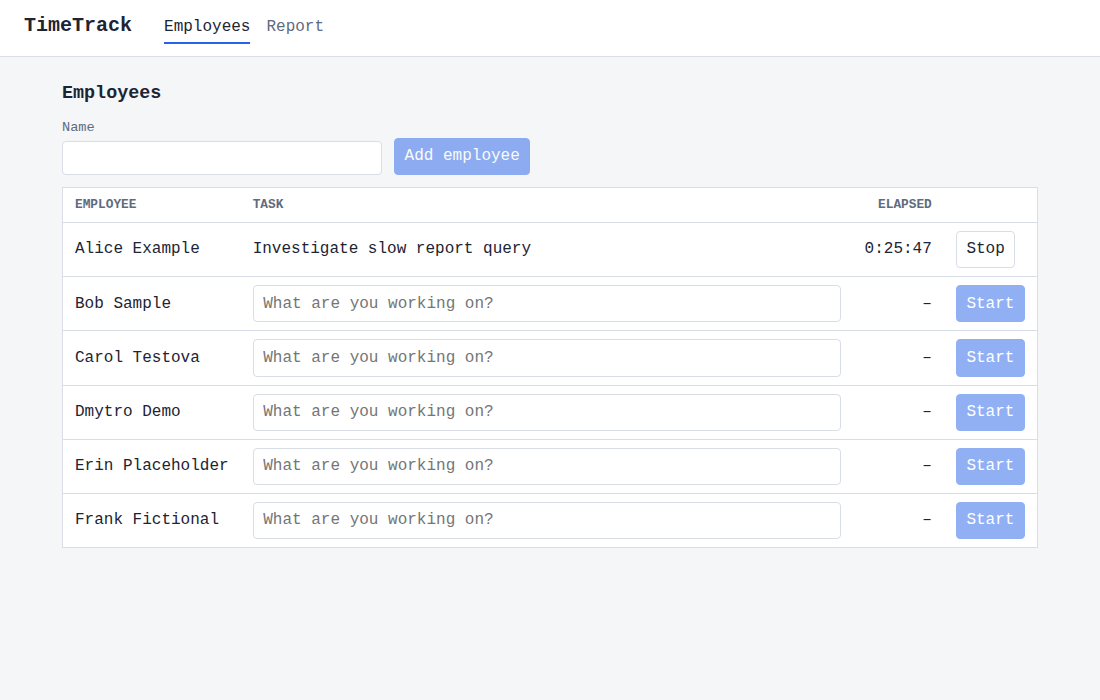 TimeTrack Employees Report
Employees
Name
Add employee
EMPLOYEE TASK ELAPSED
Alice Example Investigate slow report query 0:25:47 Stop
Bob Sample What are you working on? – Start
Carol Testova What are you working on? – Start
Dmytro Demo What are you working on? – Start
Erin Placeholder What are you working on? – Start
Frank Fictional What are you working on? – Start